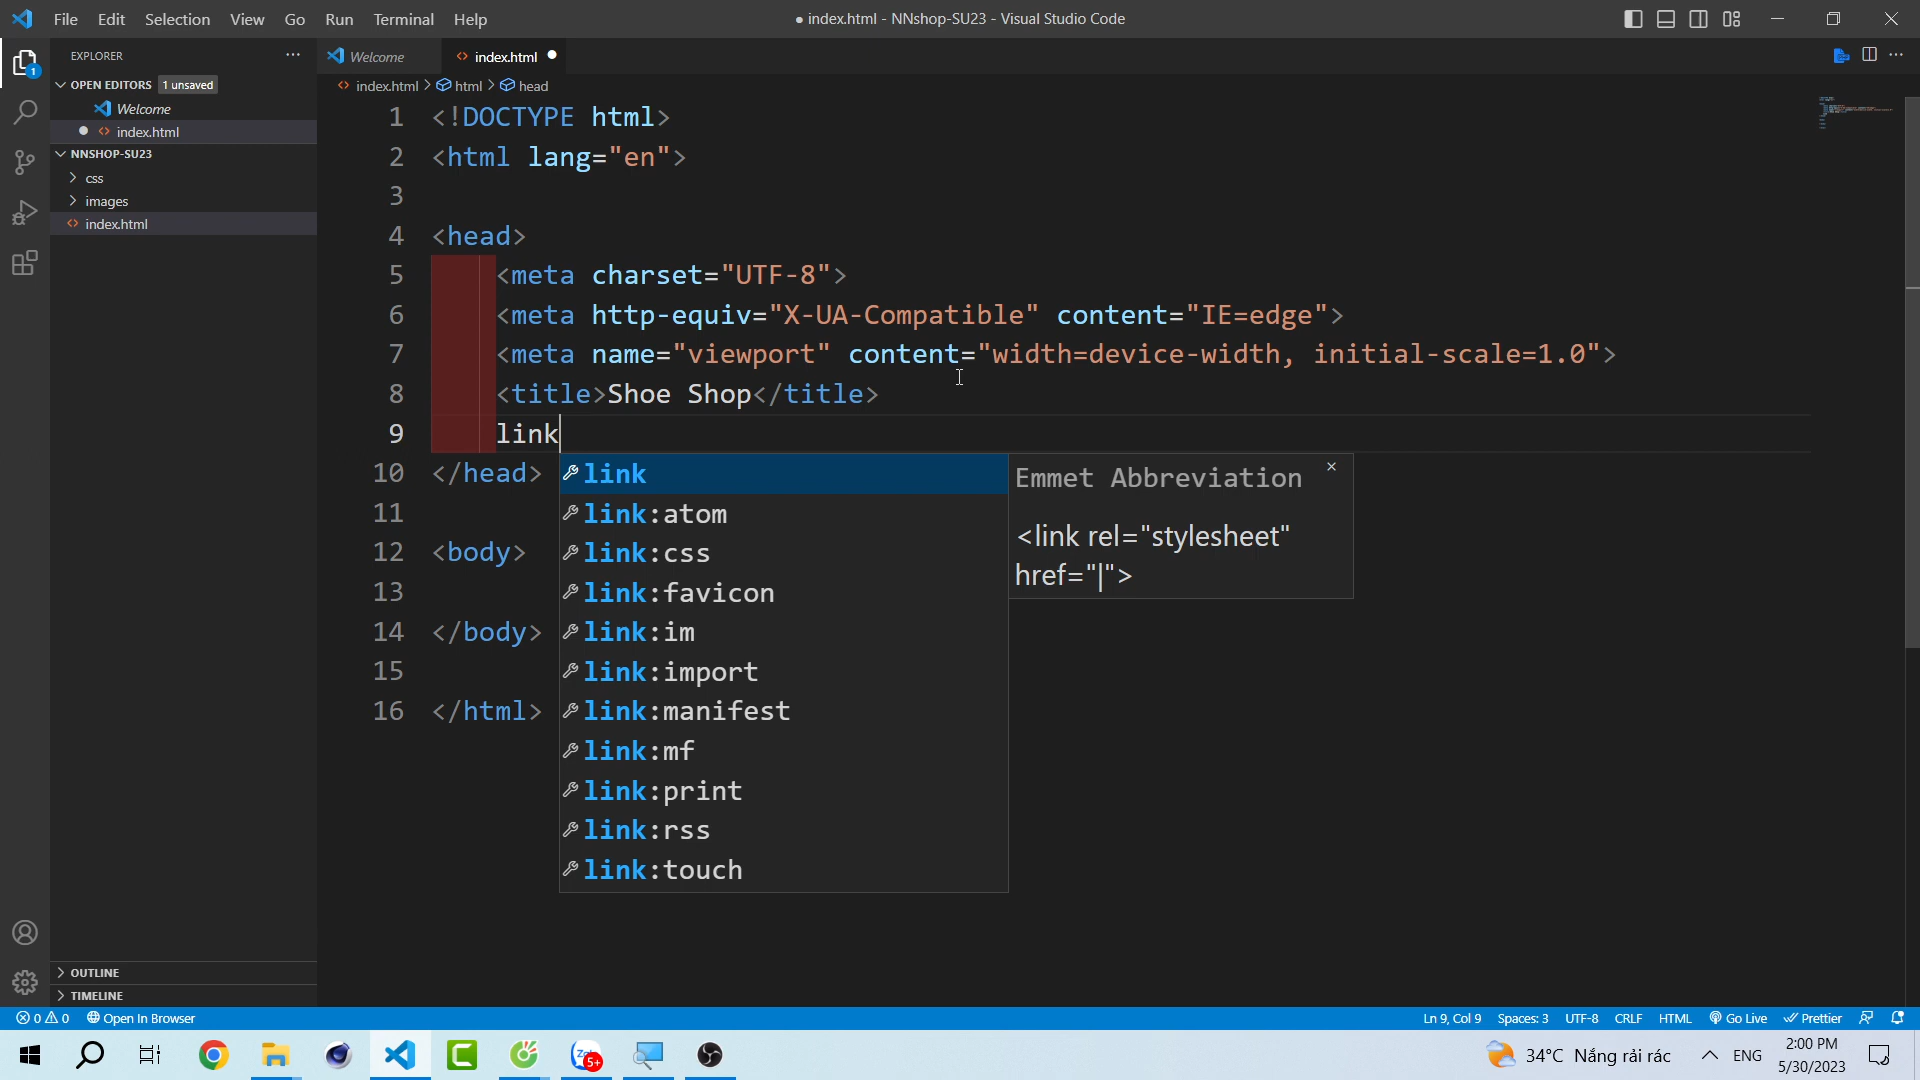 File Edit Selection View Go Run Terminal Help
● index.html - NNshop-SU23 - Visual Studio Code
EXPLORER
OPEN EDITORS 1 unsaved
Welcome
index.html
NNSHOP-SU23
css
images
index.html
OUTLINE
TIMELINE
Welcome
index.html
index.html > html > head
1 <!DOCTYPE html>
2 <html lang="en">
3
4 <head>
5 <meta charset="UTF-8">
6 <meta http-equiv="X-UA-Compatible" content="IE=edge">
7 <meta name="viewport" content="width=device-width, initial-scale=1.0">
8 <title>Shoe Shop</title>
9 link
10 </head>
11
12 <body>
13
14 </body>
15
16 </html>
link
link:atom
link:css
link:favicon
link:im
link:import
link:manifest
link:mf
link:print
link:rss
link:touch
Emmet Abbreviation
<link rel="stylesheet"
href="|">
1
0 0 Open In Browser
Ln 9, Col 9 Spaces: 3 UTF-8 CRLF HTML Go Live Prettier
5+
34°C Nắng rải rác ENG
2:00 PM
5/30/2023